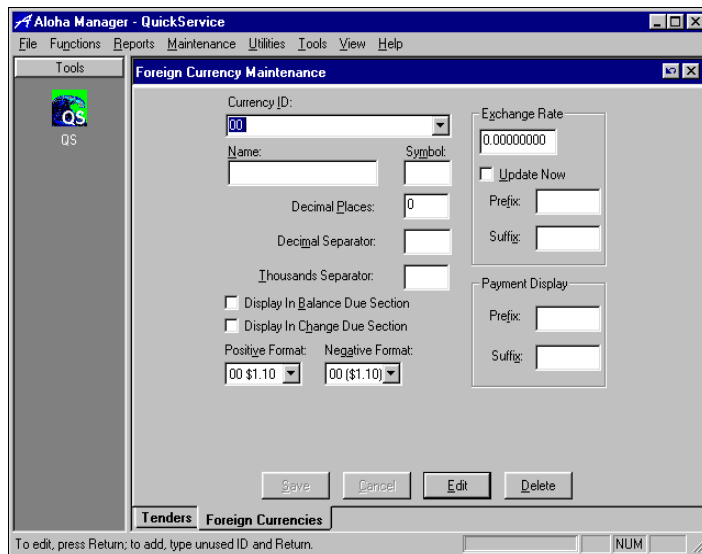 Aloha Manager - QuickService
File Functions Reports Maintenance Utilities Tools View Help
Tools
QS
QS
Foreign Currency Maintenance
Currency ID:
00
Name: Symbol:
Decimal Places: 0
Decimal Separator:
Thousands Separator:
Display In Balance Due Section
Display In Change Due Section
Positive Format: Negative Format:
00 $1.10 00 ($1.10)
Exchange Rate
0.00000000
Update Now
Prefix:
Suffix:
Payment Display
Prefix:
Suffix:
Save Cancel Edit Delete
Tenders Foreign Currencies
To edit, press Return; to add, type unused ID and Return. NUM